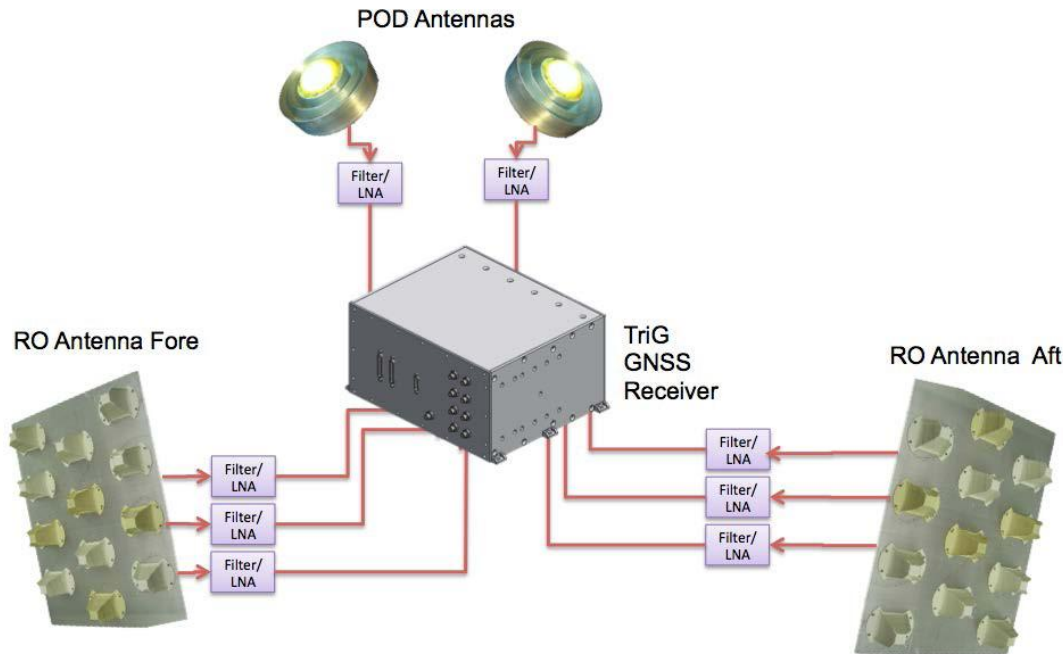 POD Antennas
Filter/
LNA
Filter/
LNA
TriG
GNSS
Receiver
RO Antenna Fore
RO Antenna Aft
Filter/
LNA
Filter/
LNA
Filter/
LNA
Filter/
LNA
Filter/
LNA
Filter/
LNA